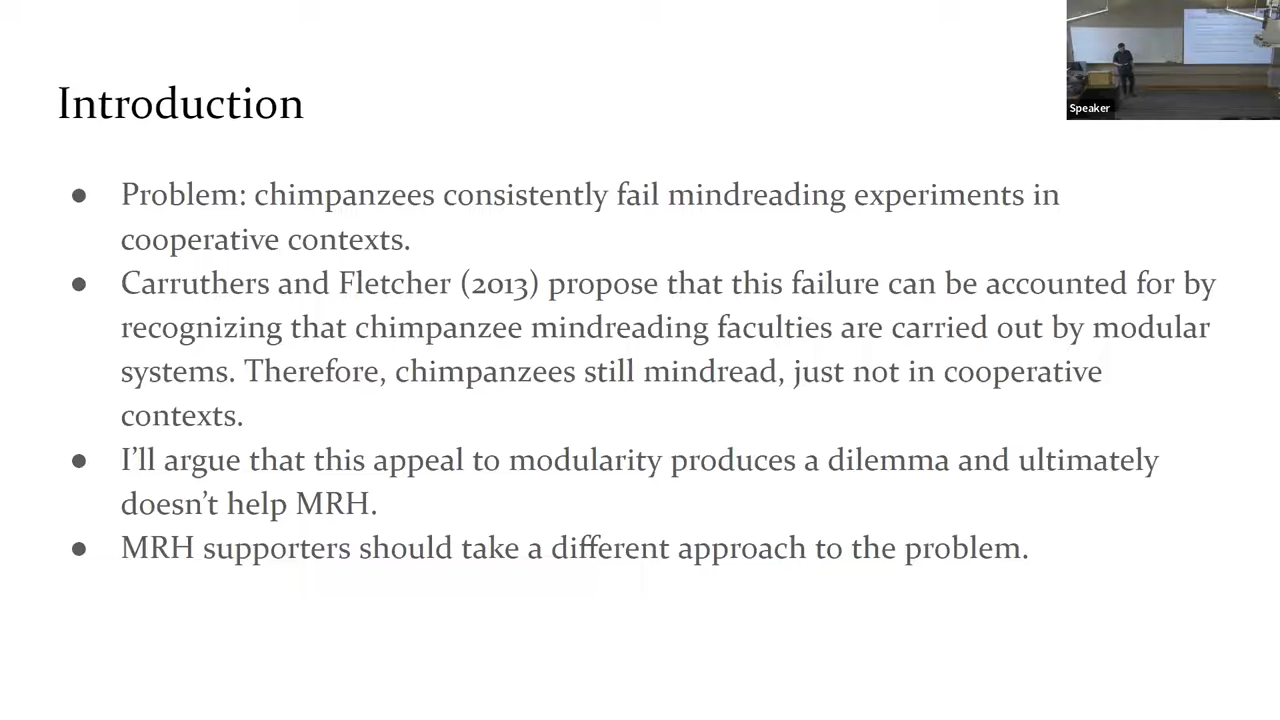 Speaker
Introduction
● Problem: chimpanzees consistently fail mindreading experiments in
cooperative contexts.
● Carruthers and Fletcher (2013) propose that this failure can be accounted for by
recognizing that chimpanzee mindreading faculties are carried out by modular
systems. Therefore, chimpanzees still mindread, just not in cooperative
contexts.
● I’ll argue that this appeal to modularity produces a dilemma and ultimately
doesn’t help MRH.
● MRH supporters should take a different approach to the problem.